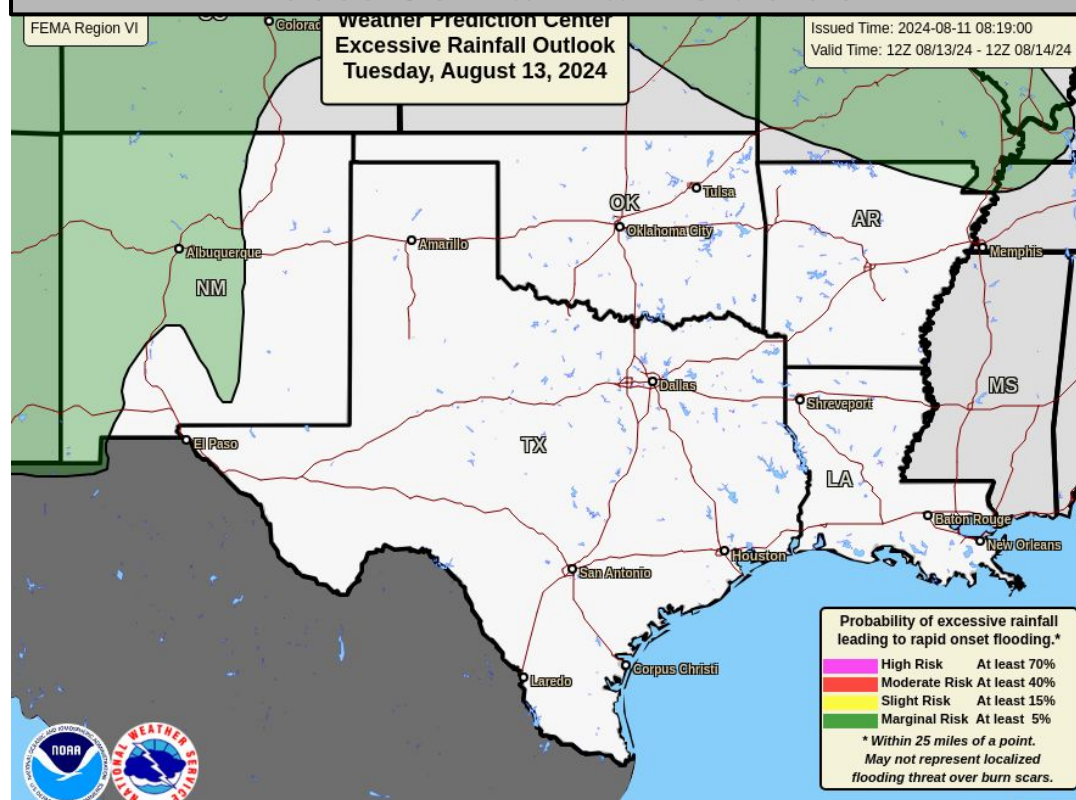 FEMA Region VI
Weather Prediction Center
Excessive Rainfall Outlook
Tuesday, August 13, 2024
Issued Time: 2024-08-11 08:19:00
Valid Time: 12Z 08/13/24 - 12Z 08/14/24
Colorad
Tulsa
OK
Oklahoma City
AR
Albuquerque
Amarillo
Memphis
NM
Dallas
MS
Shreveport
El Paso
TX
LA
Baton Rouge
New Orleans
Houston
San Antonio
Corpus Christi
Laredo
Probability of excessive rainfall
leading to rapid onset flooding.*
High Risk At least 70%
Moderate Risk At least 40%
Slight Risk At least 15%
Marginal Risk At least 5%
* Within 25 miles of a point.
May not represent localized
flooding threat over burn scars.
NOAA
NATIONAL OCEANIC AND ATMOSPHERIC ADMINISTRATION
NATIONAL WEATHER SERVICE